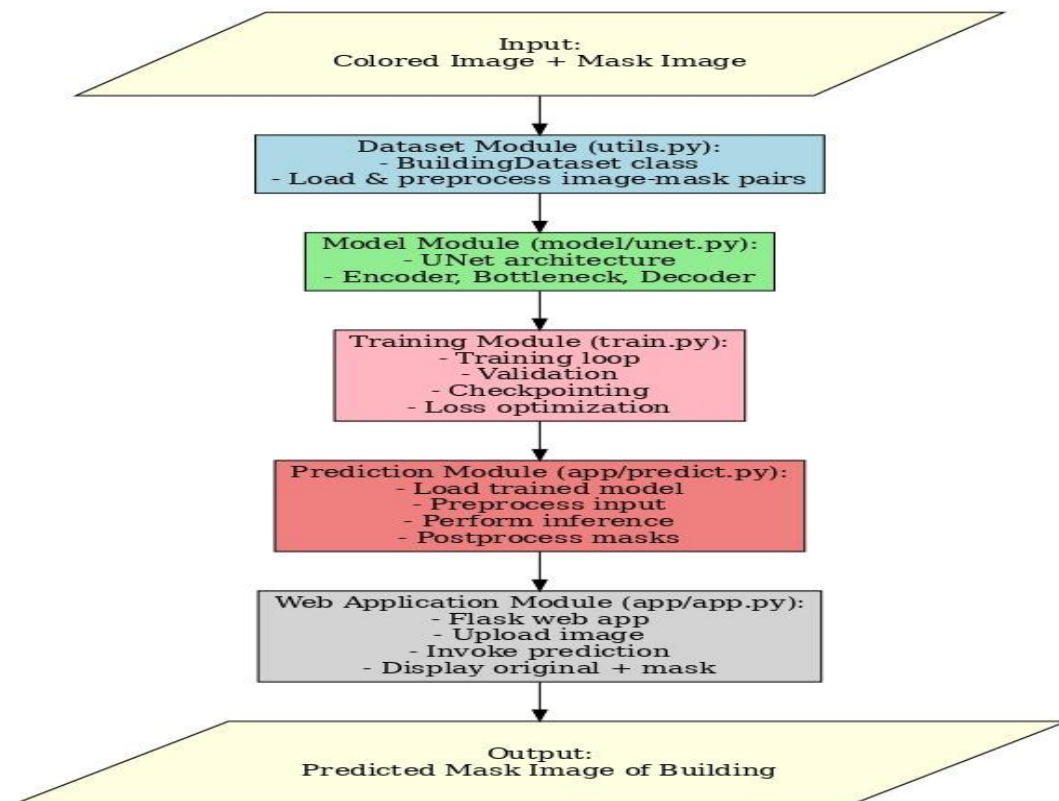 Input:
Colored Image + Mask Image
Dataset Module (utils.py):
- BuildingDataset class
- Load & preprocess image-mask pairs
Model Module (model/unet.py):
- UNet architecture
- Encoder, Bottleneck, Decoder
Training Module (train.py):
- Training loop
- Validation
- Checkpointing
- Loss optimization
Prediction Module (app/predict.py):
- Load trained model
- Preprocess input
- Perform inference
- Postprocess masks
Web Application Module (app/app.py):
- Flask web app
- Upload image
- Invoke prediction
- Display original + mask
Output:
Predicted Mask Image of Building